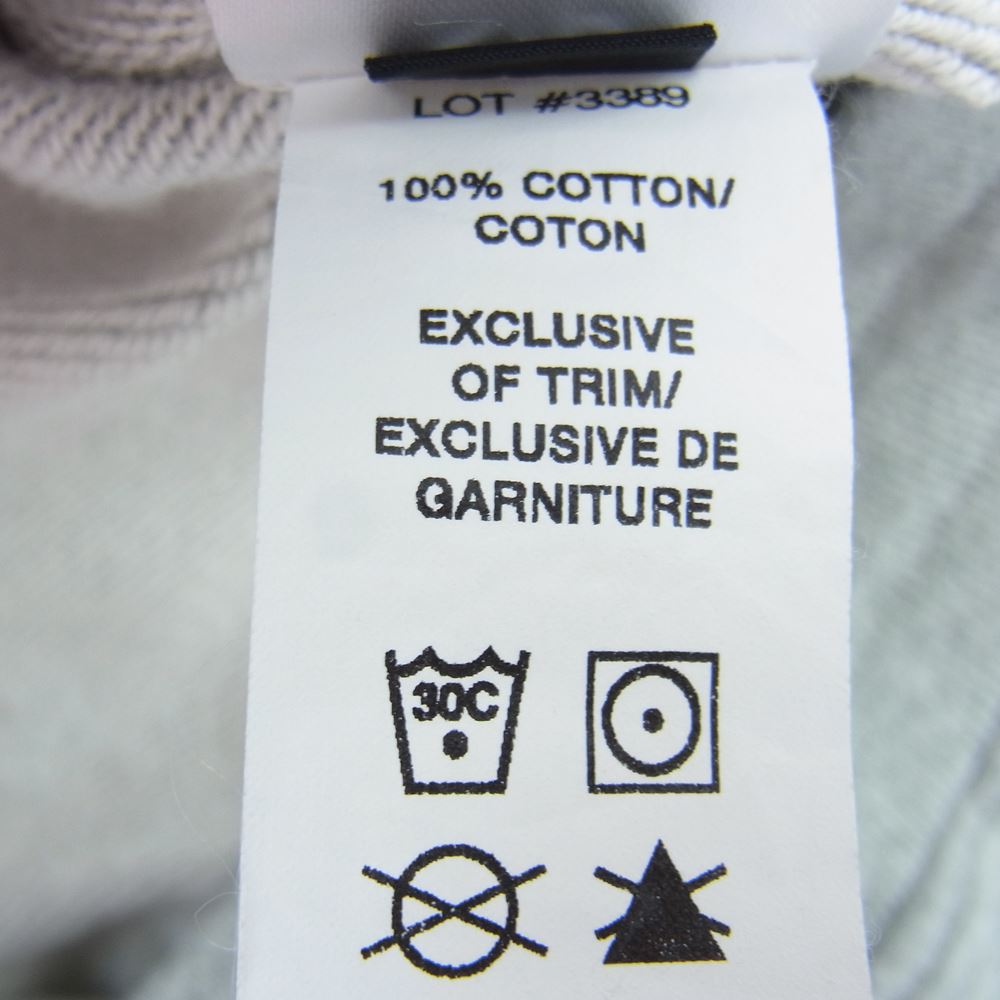 LOT #3389
100% COTTON/
COTON
EXCLUSIVE
OF TRIM/
EXCLUSIVE DE
GARNITURE
30C